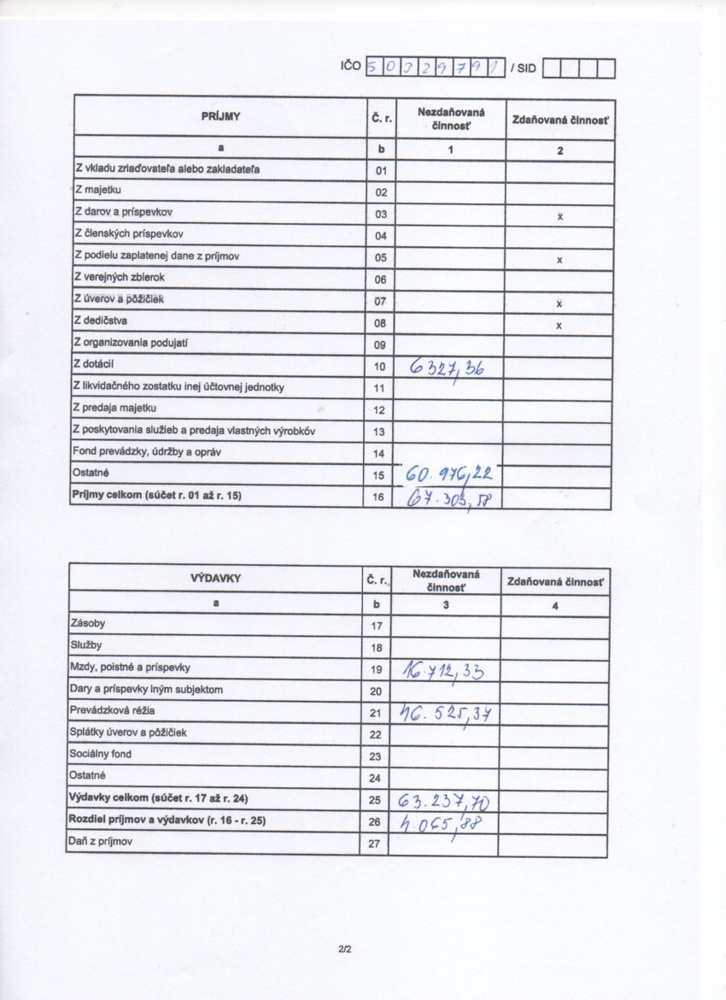 IČO 50329791 / SID
PRÍJMY Č. r. Nezdaňovaná činnosť Zdaňovaná činnosť
a b 1 2
Z vkladu zriaďovateľa alebo zakladateľa 01
Z majetku 02
Z darov a príspevkov 03 x
Z členských príspevkov 04
Z podielu zaplatenej dane z príjmov 05 x
Z verejných zbierok 06
Z úverov a pôžičiek 07 x
Z dedičstva 08 x
Z organizovania podujatí 09
Z dotácií 10 6327,36
Z likvidačného zostatku inej účtovnej jednotky 11
Z predaja majetku 12
Z poskytovania služieb a predaja vlastných výrobkóv 13
Fond prevádzky, údržby a opráv 14
Ostatné 15 60.976,22
Príjmy celkom (súčet r. 01 až r. 15) 16 67.303,58
VÝDAVKY Č. r. Nezdaňovaná činnosť Zdaňovaná činnosť
a b 3 4
Zásoby 17
Služby 18
Mzdy, poistné a príspevky 19 16.712,33
Dary a príspevky iným subjektom 20
Prevádzková réžia 21 46.525,37
Splátky úverov a pôžičiek 22
Sociálny fond 23
Ostatné 24
Výdavky celkom (súčet r. 17 až r. 24) 25 63.237,70
Rozdiel príjmov a výdavkov (r. 16 - r. 25) 26 4.065,88
Daň z príjmov 27
2/2